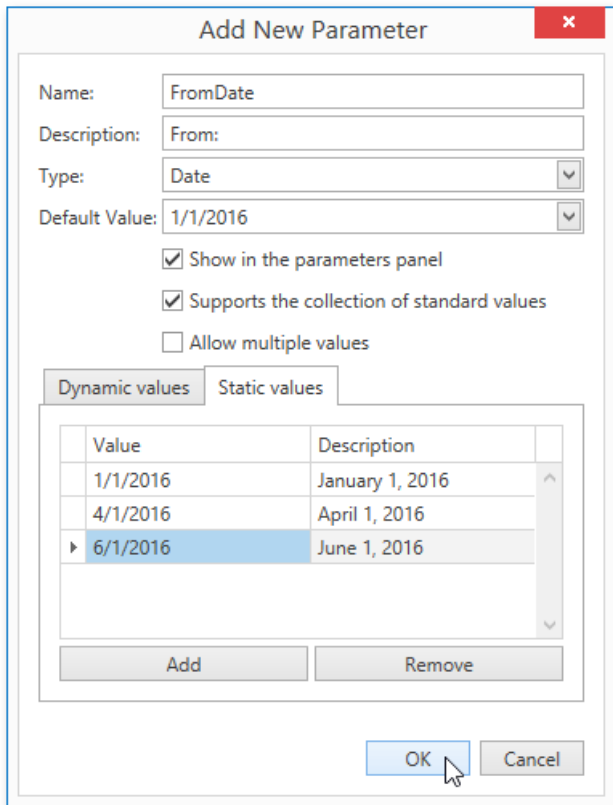 Add New Parameter
Name: FromDate
Description: From:
Type: Date
Default Value: 1/1/2016
Show in the parameters panel
Supports the collection of standard values
Allow multiple values
Dynamic values Static values
Value Description
1/1/2016 January 1, 2016
4/1/2016 April 1, 2016
6/1/2016 June 1, 2016
Add Remove
OK Cancel